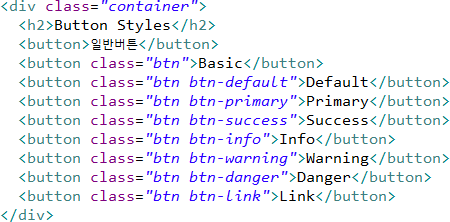 <div class="container">
  <h2>Button Styles</h2>
  <button>일반버튼</button>
  <button class="btn">Basic</button>
  <button class="btn btn-default">Default</button>
  <button class="btn btn-primary">Primary</button>
  <button class="btn btn-success">Success</button>
  <button class="btn btn-info">Info</button>
  <button class="btn btn-warning">Warning</button>
  <button class="btn btn-danger">Danger</button>
  <button class="btn btn-link">Link</button>
</div>